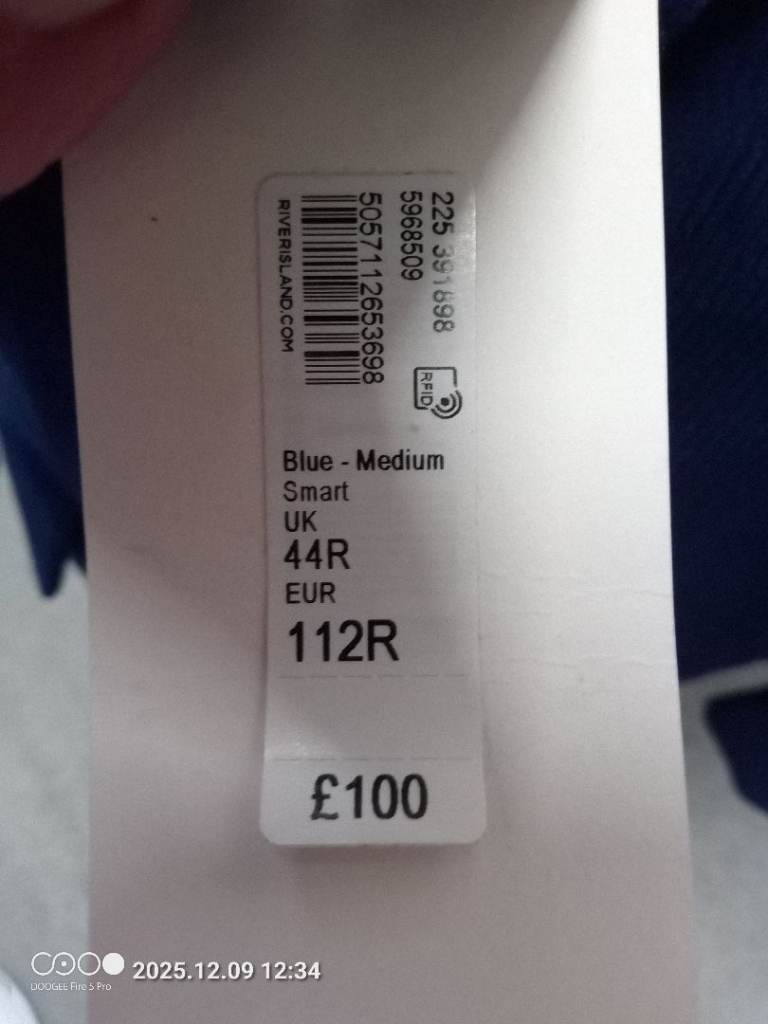 225 391898
5968509
5057112653698
RIVERISLAND.COM
RFID
Blue - Medium
Smart
UK
44R
EUR
112R
£100
2025.12.09 12:34
DOOGEE Fire 5 Pro